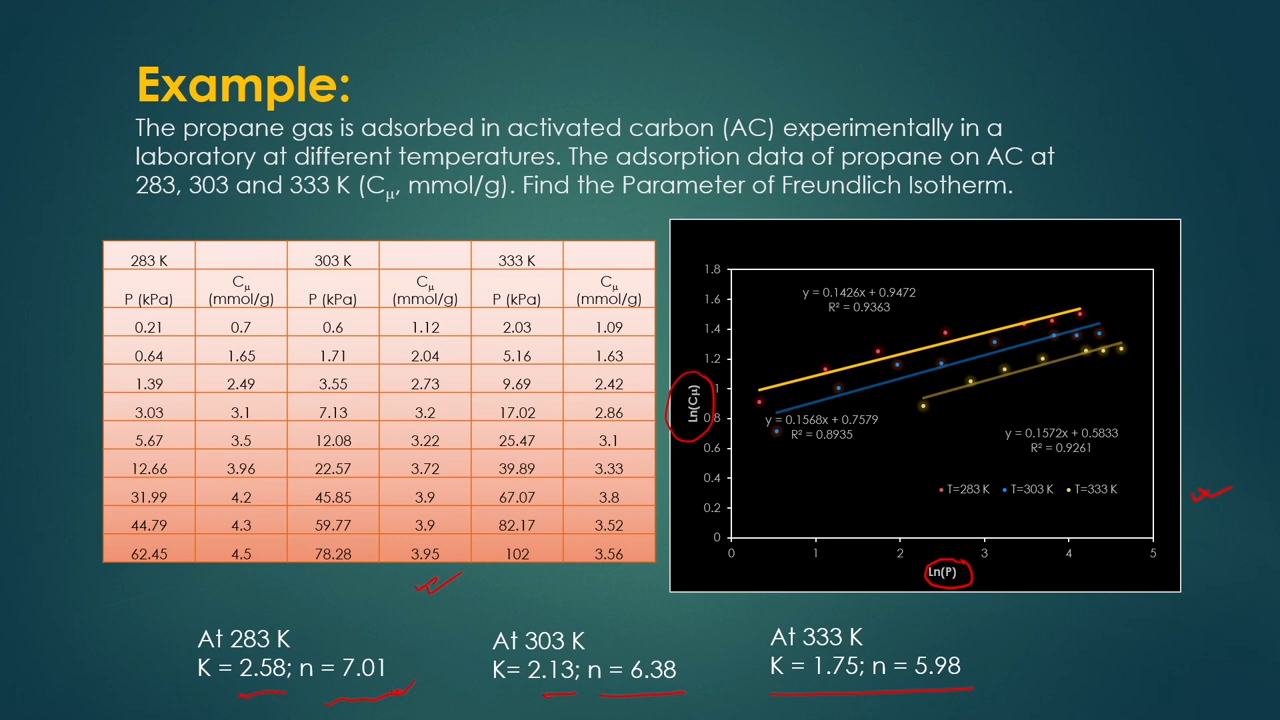 Example:
The propane gas is adsorbed in activated carbon (AC) experimentally in a
laboratory at different temperatures. The adsorption data of propane on AC at
283, 303 and 333 K (Cμ, mmol/g). Find the Parameter of Freundlich Isotherm.
283 K 303 K 333 K
P (kPa) Cμ (mmol/g) P (kPa) Cμ (mmol/g) P (kPa) Cμ (mmol/g)
0.21 0.7 0.6 1.12 2.03 1.09
0.64 1.65 1.71 2.04 5.16 1.63
1.39 2.49 3.55 2.73 9.69 2.42
3.03 3.1 7.13 3.2 17.02 2.86
5.67 3.5 12.08 3.22 25.47 3.1
12.66 3.96 22.57 3.72 39.89 3.33
31.99 4.2 45.85 3.9 67.07 3.8
44.79 4.3 59.77 3.9 82.17 3.52
62.45 4.5 78.28 3.95 102 3.56
1.8
1.6
1.4
1.2
1
0.8
0.6
0.4
0.2
0
Ln(Cμ)
y = 0.1426x + 0.9472
R² = 0.9363
y = 0.1568x + 0.7579
R² = 0.8935
y = 0.1572x + 0.5833
R² = 0.9261
T=283 K T=303 K T=333 K
0 1 2 3 4 5
Ln(P)
At 283 K
K = 2.58; n = 7.01
At 303 K
K= 2.13; n = 6.38
At 333 K
K = 1.75; n = 5.98